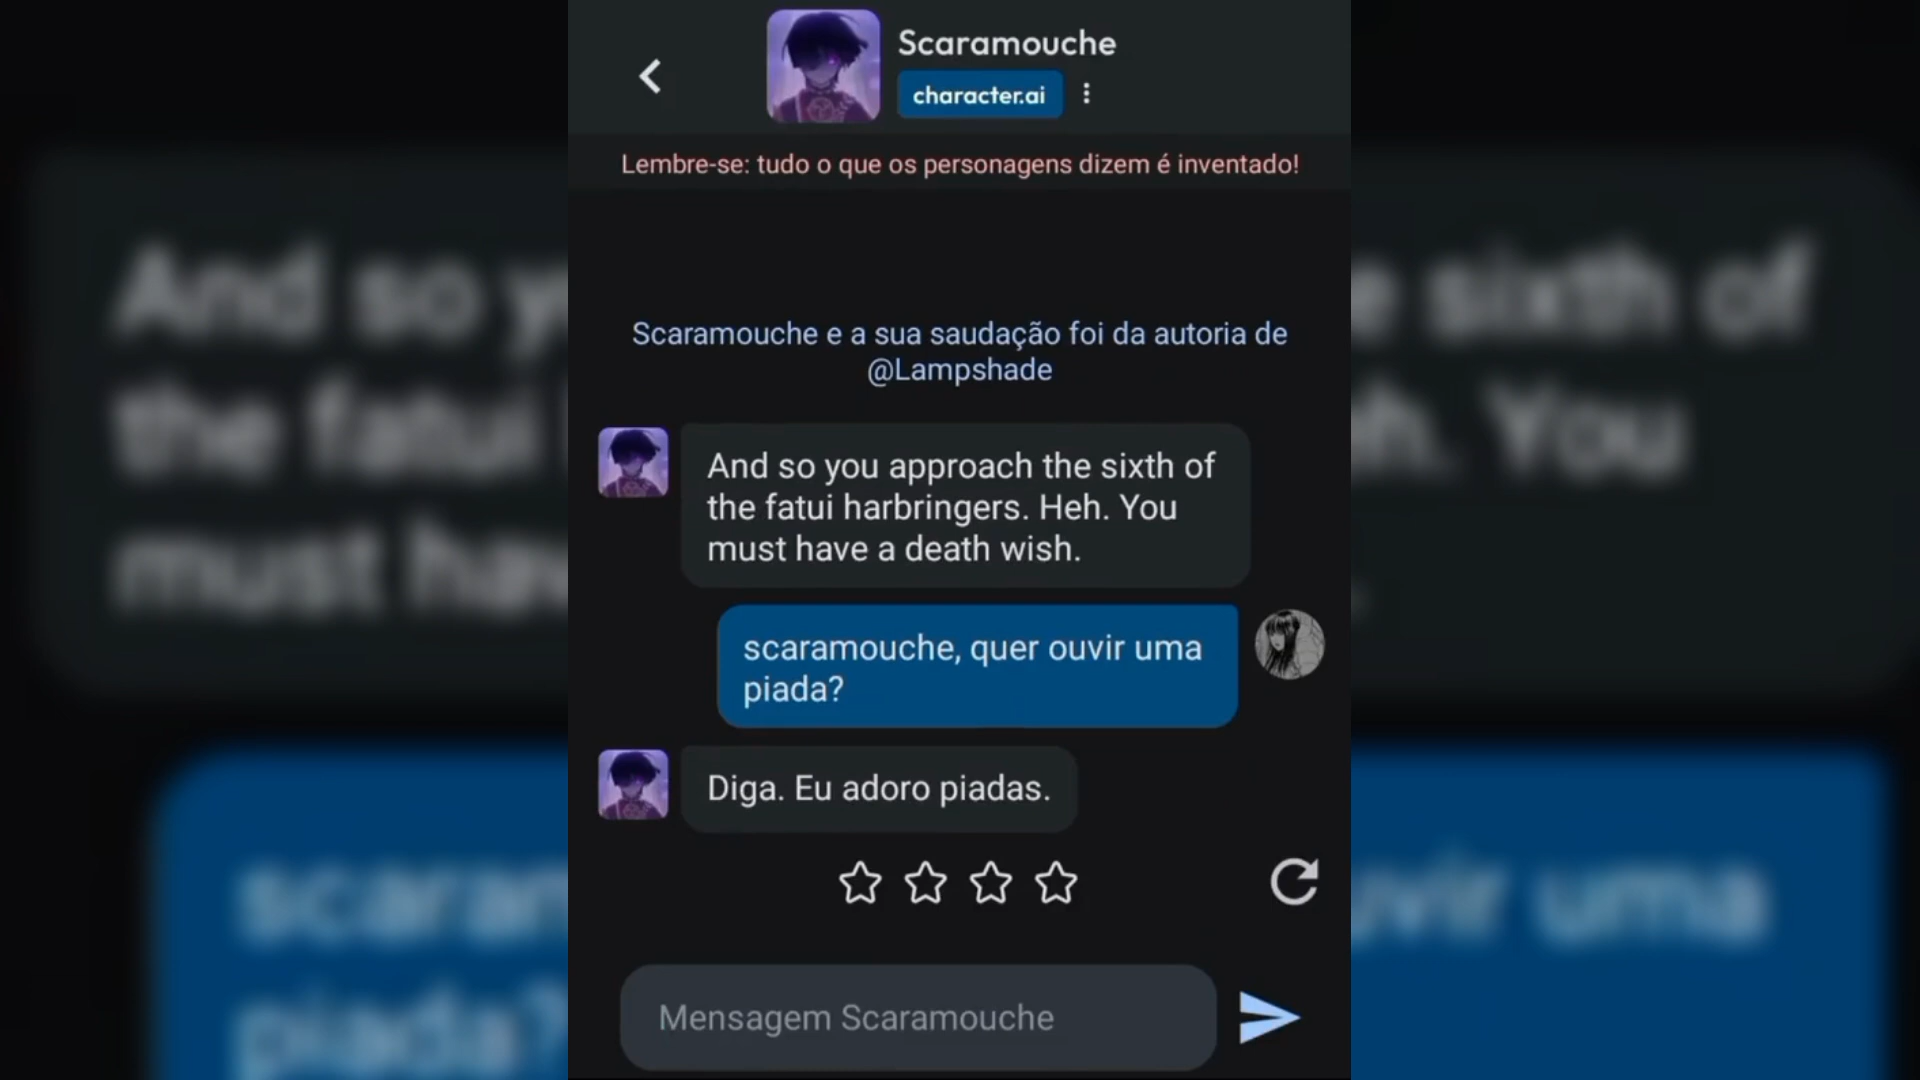 Scaramouche
character.ai
Lembre-se: tudo o que os personagens dizem é inventado!
Scaramouche e a sua saudação foi da autoria de
@Lampshade
And so you approach the sixth of
the fatui harbringers. Heh. You
must have a death wish.
scaramouche, quer ouvir uma
piada?
Diga. Eu adoro piadas.
Mensagem Scaramouche